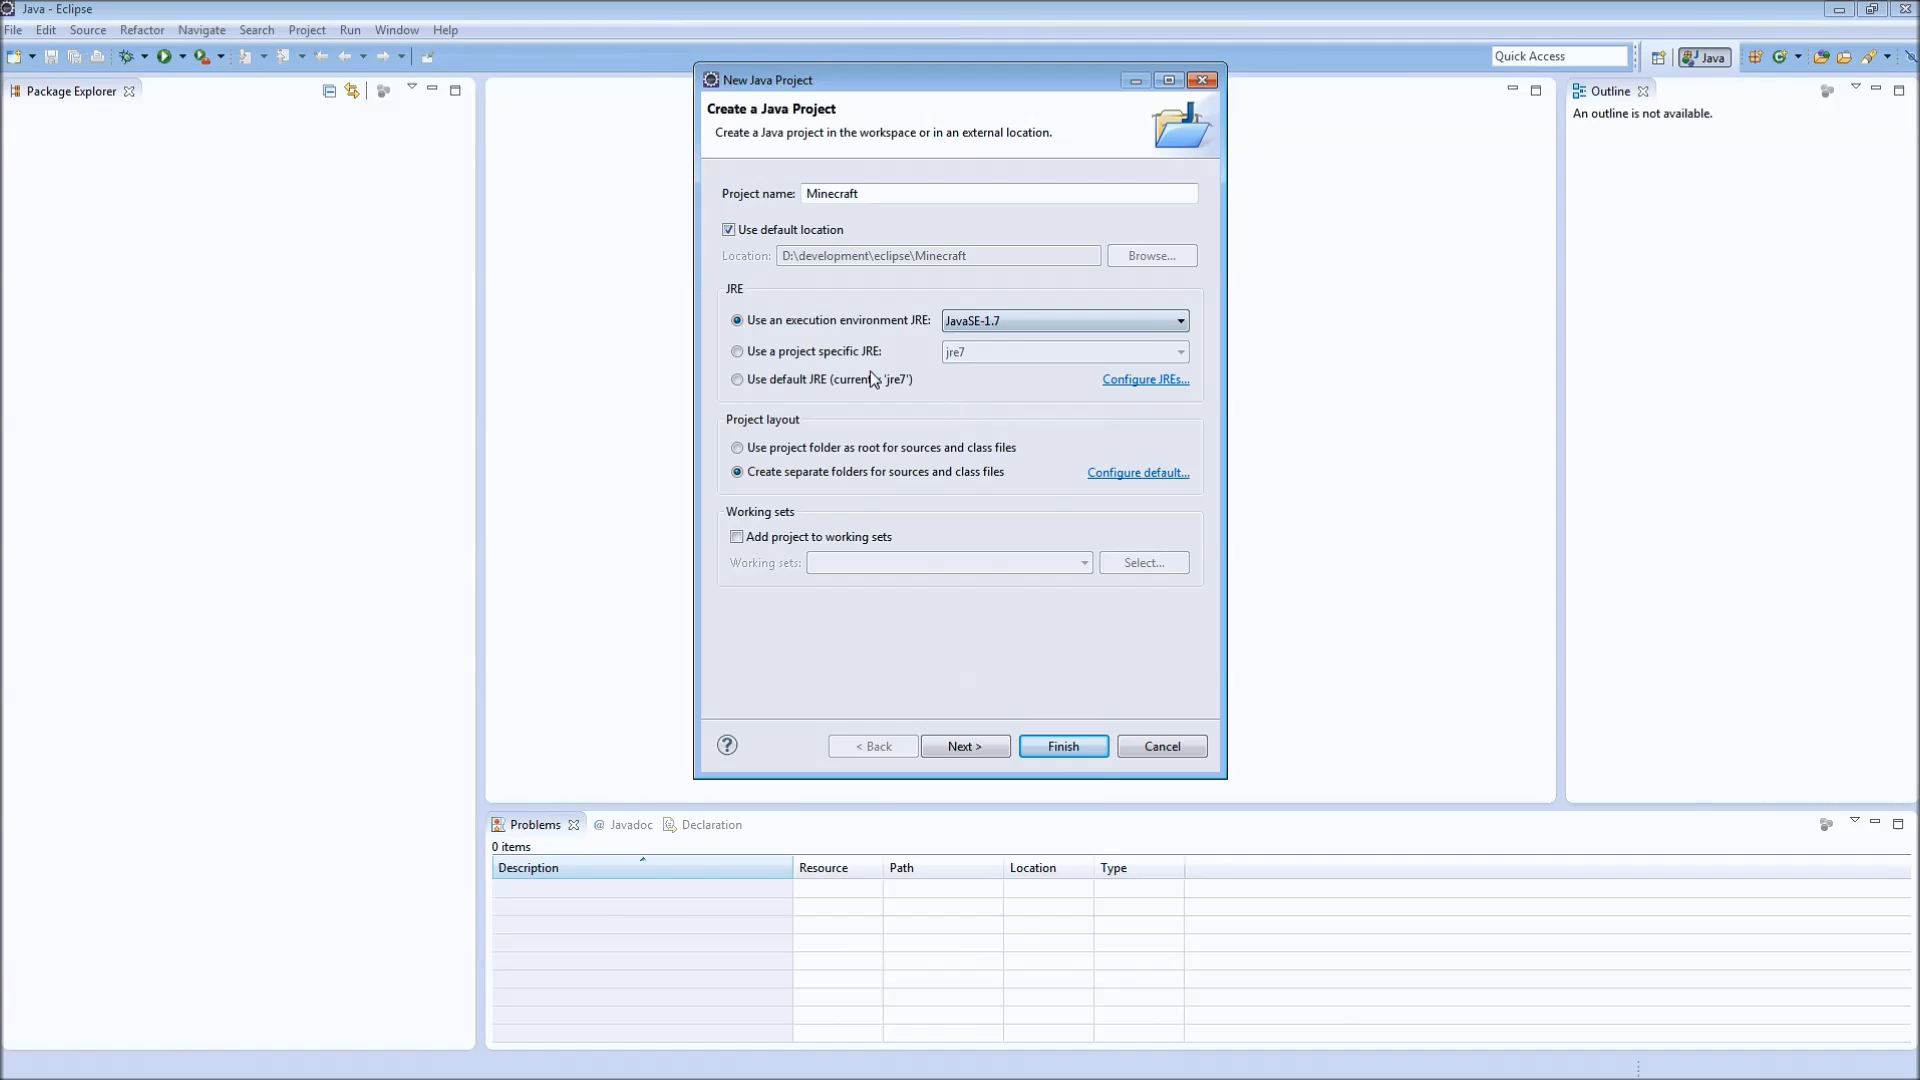 Java - Eclipse
File Edit Source Refactor Navigate Search Project Run Window Help
Quick Access
Java
Package Explorer
Outline
An outline is not available.
New Java Project
Create a Java Project
Create a Java project in the workspace or in an external location.
Project name: Minecraft
Use default location
Location: D:\development\eclipse\Minecraft Browse...
JRE
Use an execution environment JRE: JavaSE-1.7
Use a project specific JRE: jre7
Use default JRE (current 'jre7') Configure JREs...
Project layout
Use project folder as root for sources and class files
Create separate folders for sources and class files Configure default...
Working sets
Add project to working sets
Working sets: Select...
? < Back Next > Finish Cancel
Problems @ Javadoc Declaration
0 items
Description Resource Path Location Type